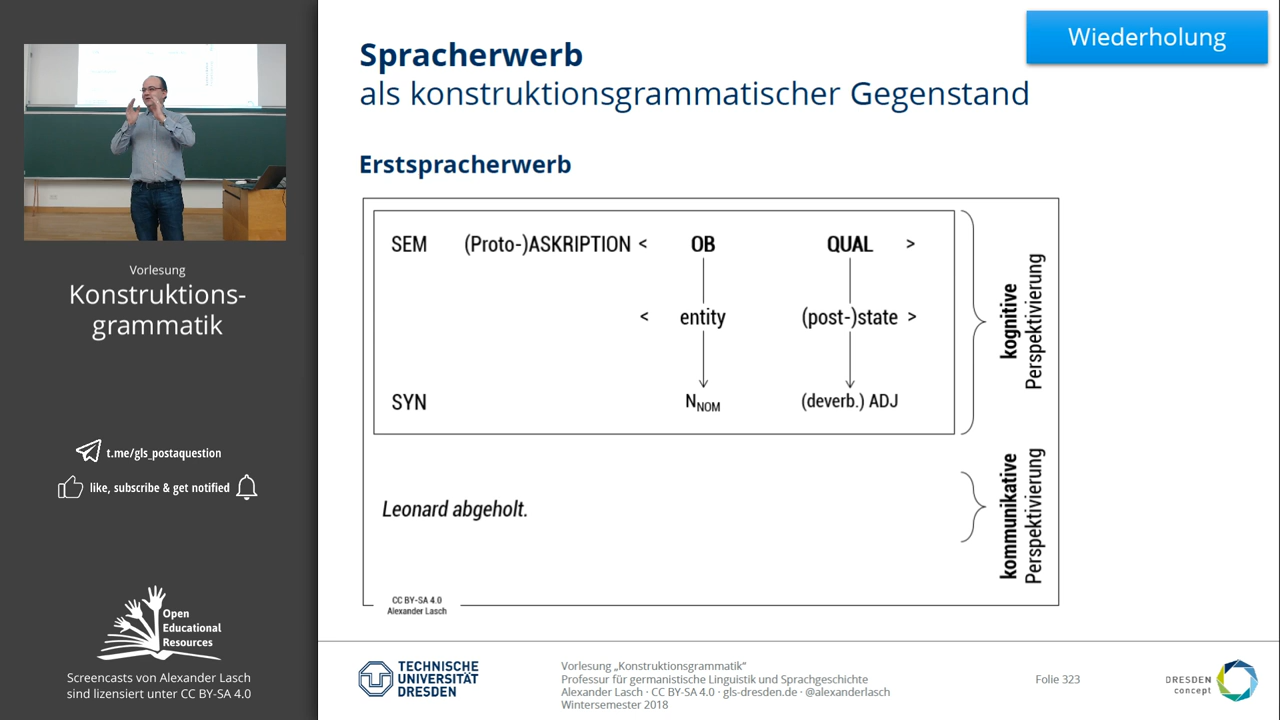 Wiederholung
Spracherwerb
als konstruktionsgrammatischer Gegenstand
Erstspracherwerb
SEM (Proto-)ASKRIPTION < OB QUAL >
< entity (post-)state >
SYN N NOM (deverb.) ADJ
kognitive
Perspektivierung
Leonard abgeholt.
kommunikative
Perspektivierung
CC BY-SA 4.0
Alexander Lasch
Vorlesung
Konstruktions-
grammatik
t.me/gls_postaquestion
like, subscribe & get notified
Open
Educational
Resources
Screencasts von Alexander Lasch
sind lizensiert unter CC BY-SA 4.0
TECHNISCHE
UNIVERSITÄT
DRESDEN
Vorlesung „Konstruktionsgrammatik“
Professur für germanistische Linguistik und Sprachgeschichte
Alexander Lasch · CC BY-SA 4.0 · gls-dresden.de · @alexanderlasch
Wintersemester 2018
Folie 323
DRESDEN
concept